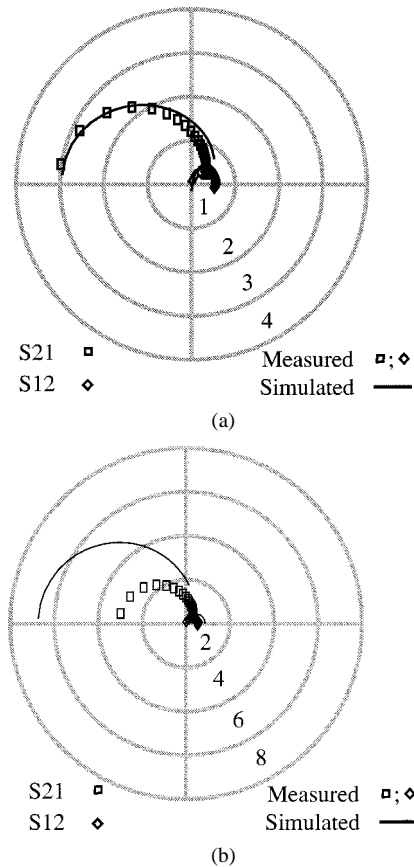 1
2
3
4
S21
S12
Measured ;
Simulated
(a)
2
4
6
8
S21
S12
Measured ;
Simulated
(b)